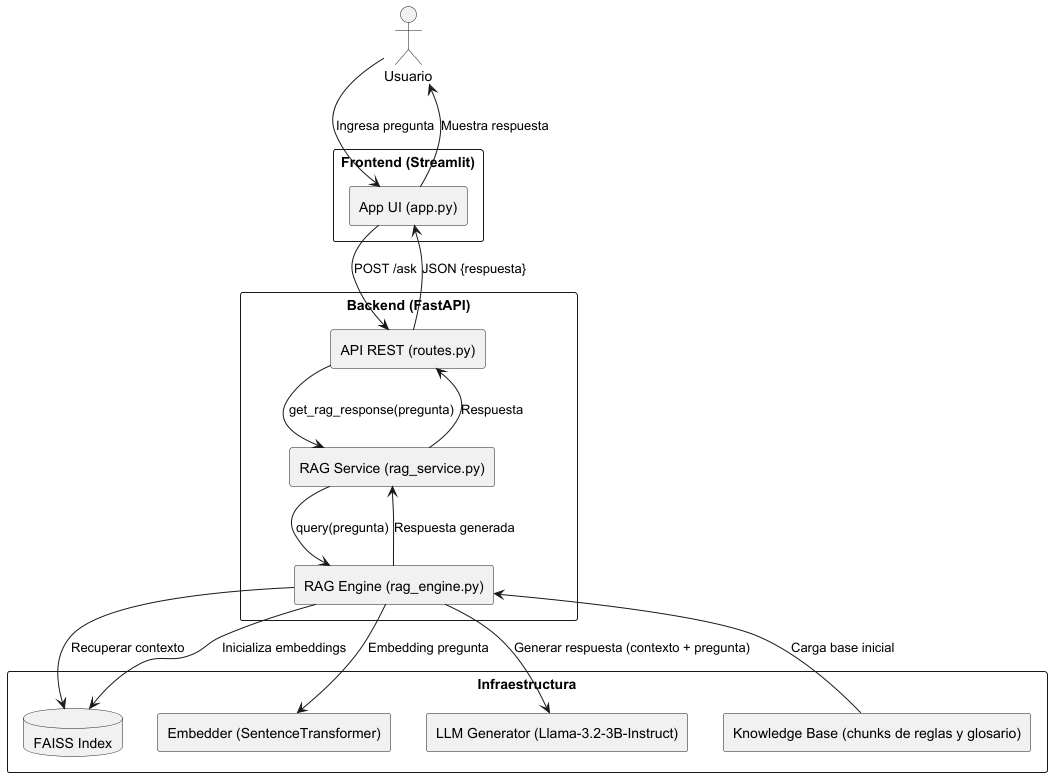 Usuario
Ingresa pregunta
Muestra respuesta
Frontend (Streamlit)
App UI (app.py)
POST /ask
JSON {respuesta}
Backend (FastAPI)
API REST (routes.py)
get_rag_response(pregunta)
Respuesta
RAG Service (rag_service.py)
query(pregunta)
Respuesta generada
RAG Engine (rag_engine.py)
Recuperar contexto
Inicializa embeddings
Embedding pregunta
Generar respuesta (contexto + pregunta)
Carga base inicial
Infraestructura
FAISS Index
Embedder (SentenceTransformer)
LLM Generator (Llama-3.2-3B-Instruct)
Knowledge Base (chunks de reglas y glosario)